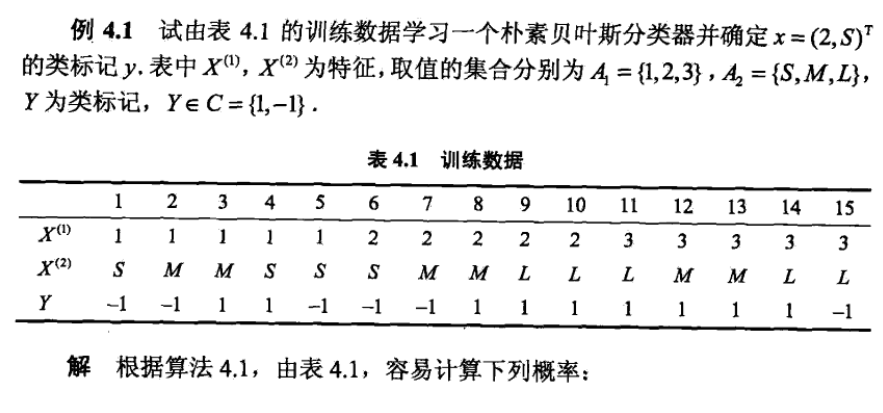 例 4.1 试由表 4.1 的训练数据学习一个朴素贝叶斯分类器并确定 x = (2, S)ᵀ
的类标记 y. 表中 X⁽¹⁾, X⁽²⁾ 为特征,取值的集合分别为 A₁ = {1, 2, 3}, A₂ = {S, M, L},
Y 为类标记, Y ∈ C = {1, −1}.
表 4.1 训练数据
1 2 3 4 5 6 7 8 9 10 11 12 13 14 15
X⁽¹⁾ 1 1 1 1 1 2 2 2 2 2 3 3 3 3 3
X⁽²⁾ S M M S S S M M L L L M M L L
Y −1 −1 1 1 −1 −1 −1 1 1 1 1 1 1 1 −1
解 根据算法 4.1,由表 4.1,容易计算下列概率: